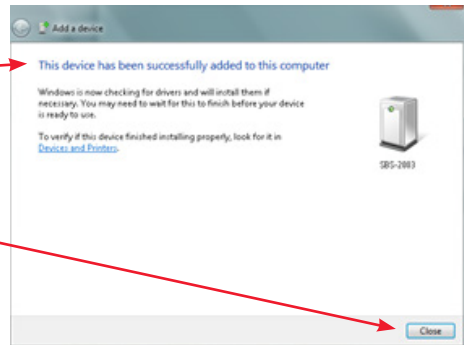 Add a device
This device has been successfully added to this computer
Windows is now checking for drivers and will install them if
necessary. You may need to wait for this to finish before your device
is ready to use.
To verify if this device finished installing properly, look for it in
Devices and Printers.
SBS-2003
Close